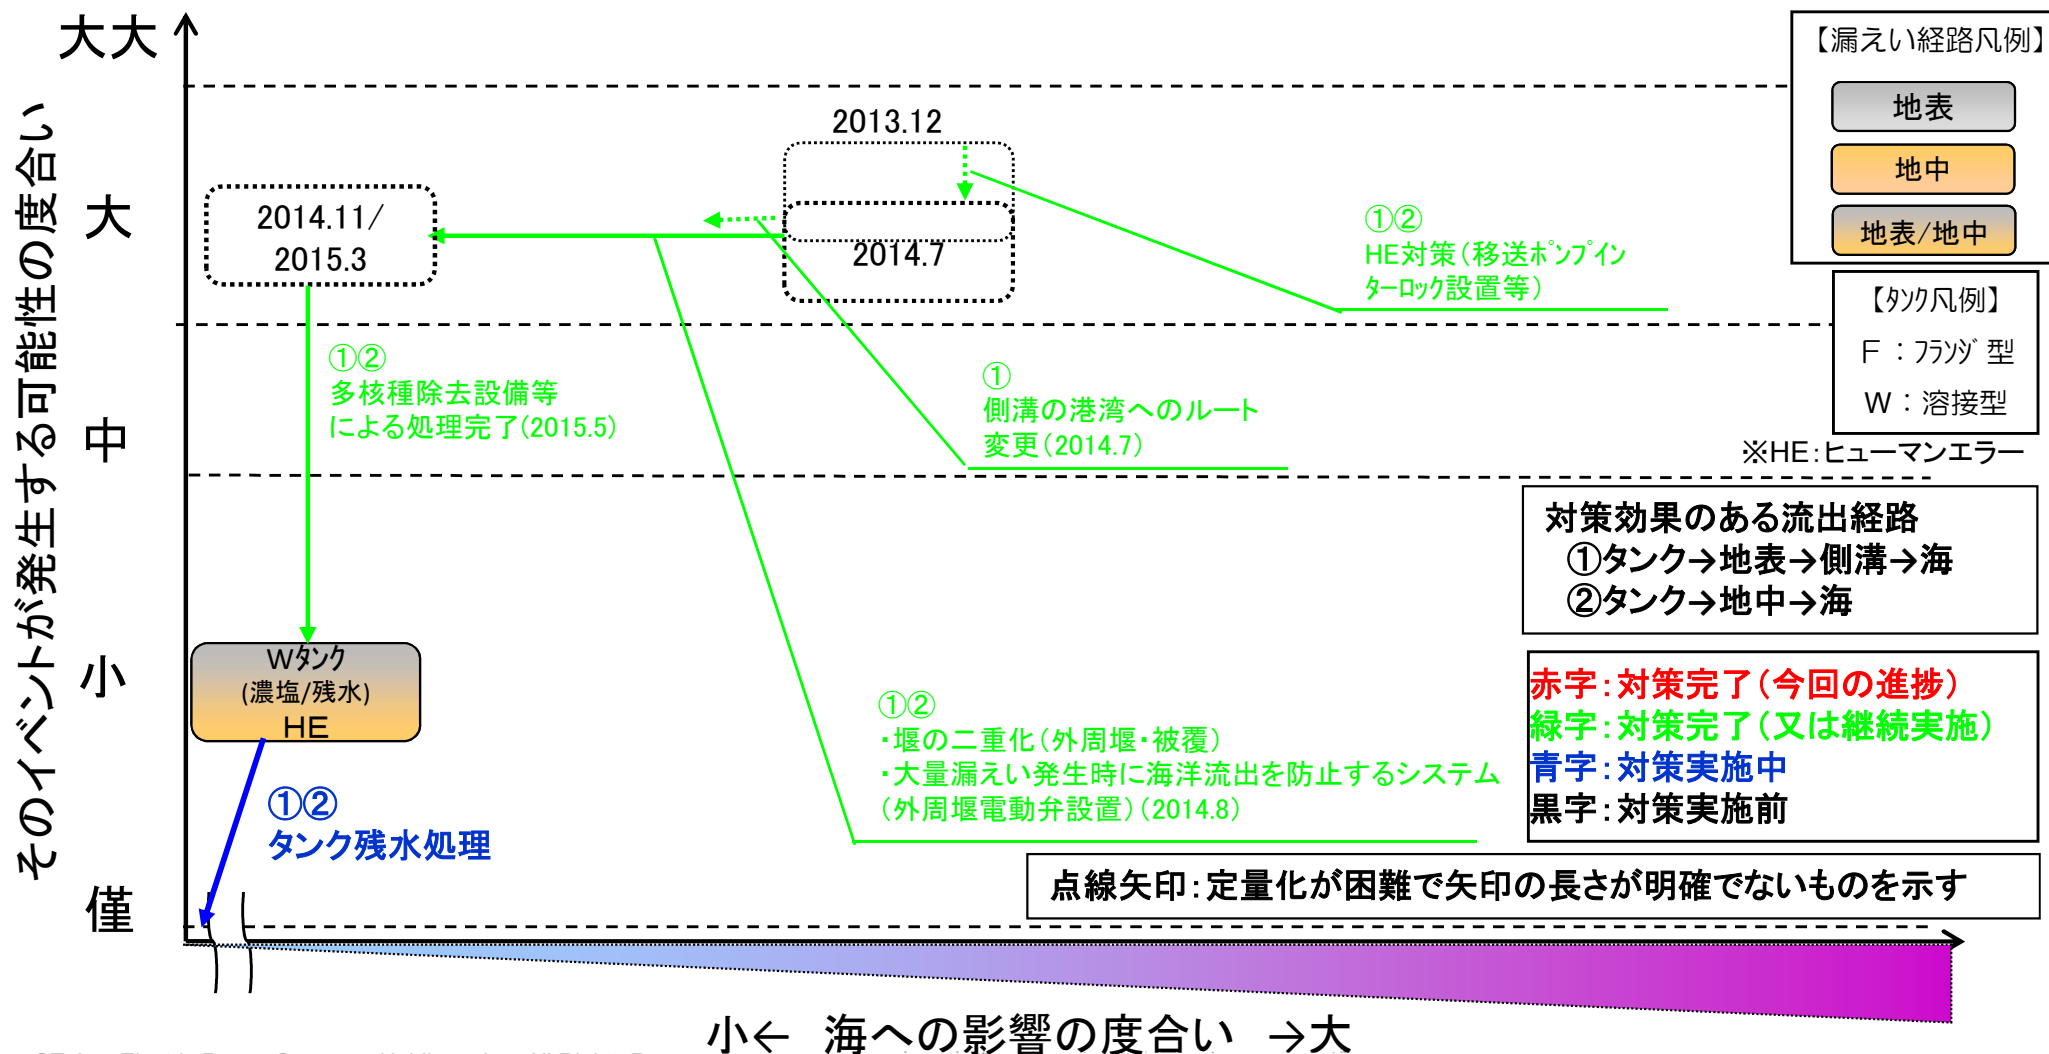 大大
大
中
小
僅
そのイベントが発生する可能性の度合い
2013.12
2014.7
2014.11/
2015.3
①②
HE対策(移送ﾎﾟﾝﾌﾟｲﾝ
ﾀｰﾛｯｸ設置等)
①②
多核種除去設備等
による処理完了(2015.5)
①
側溝の港湾へのルート
変更(2014.7)
Wﾀﾝｸ
(濃塩/残水)
HE
①②
タンク残水処理
①②
・堰の二重化(外周堰・被覆)
・大量漏えい発生時に海洋流出を防止するシステム
(外周堰電動弁設置)(2014.8)
【漏えい経路凡例】
地表
地中
地表/地中
【ﾀﾝｸ凡例】
F：ﾌﾗﾝｼﾞ型
W：溶接型
※HE:ヒューマンエラー
対策効果のある流出経路
①タンク→地表→側溝→海
②タンク→地中→海
赤字:対策完了(今回の進捗)
緑字:対策完了(又は継続実施)
青字:対策実施中
黒字:対策実施前
点線矢印:定量化が困難で矢印の長さが明確でないものを示す
小← 海への影響の度合い →大